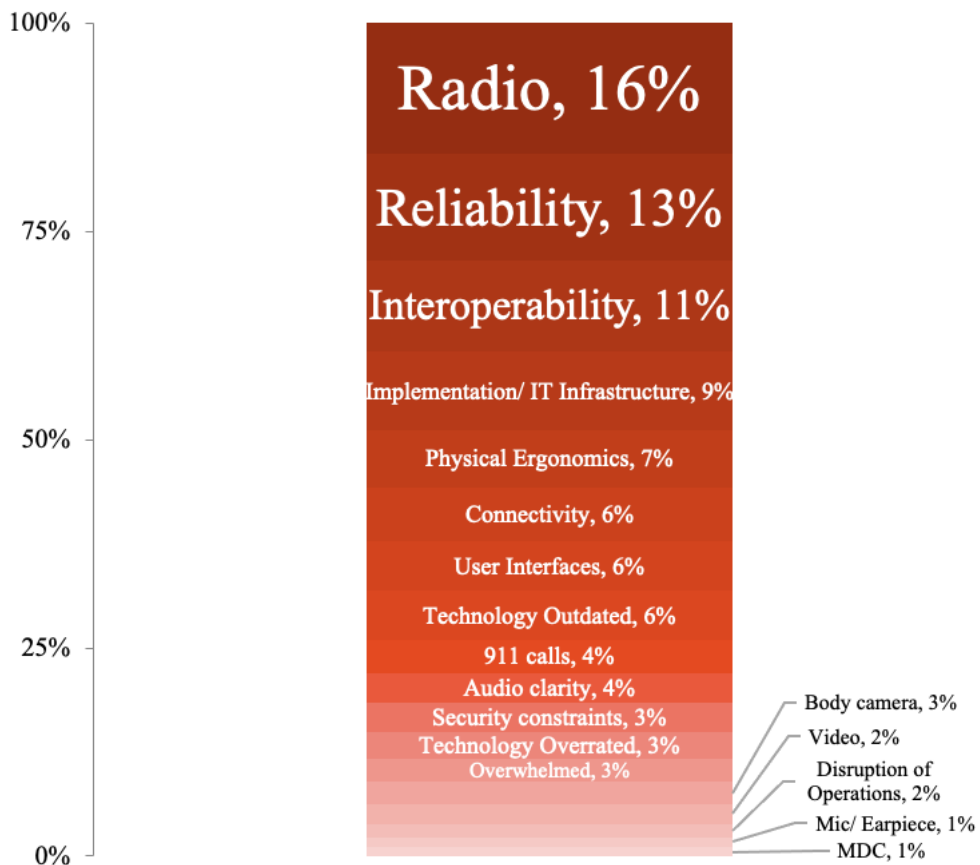 100%
Radio, 16%
Reliability, 13%
75%
Interoperability, 11%
Implementation/ IT Infrastructure, 9%
50%
Physical Ergonomics, 7%
Connectivity, 6%
User Interfaces, 6%
Technology Outdated, 6%
25%
911 calls, 4%
Audio clarity, 4%
Security constraints, 3%
Technology Overrated, 3%
Overwhelmed, 3%
Body camera, 3%
Video, 2%
Disruption of
Operations, 2%
Mic/ Earpiece, 1%
MDC, 1%
0%